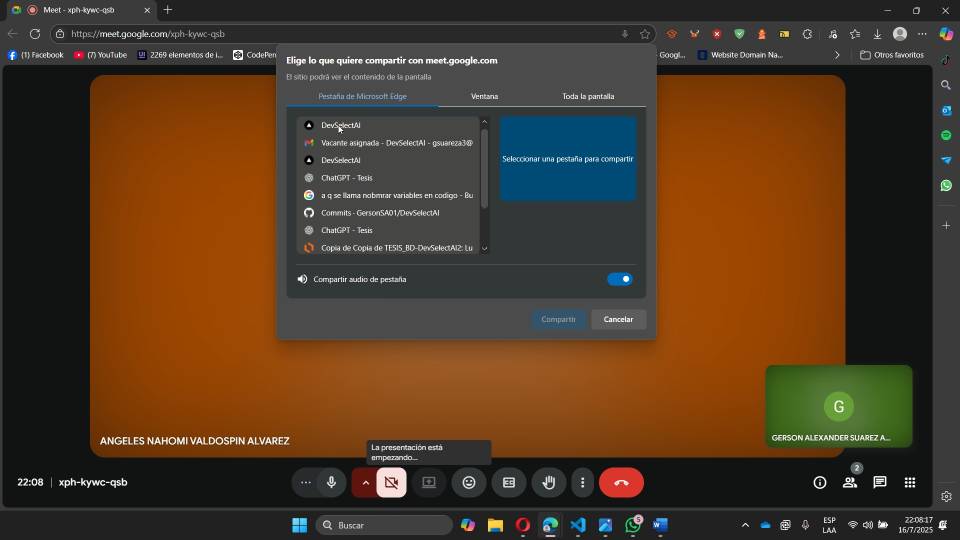 Meet - xph-kywc-qsb
https://meet.google.com/xph-kywc-qsb
(1) Facebook
(7) YouTube
2269 elementos de i...
CodePen
Googl...
Website Domain Na...
Otros favoritos
Elige lo que quiere compartir con meet.google.com
El sitio podrá ver el contenido de la pantalla
Pestaña de Microsoft Edge
Ventana
Toda la pantalla
DevSelectAI
Vacante asignada - DevSelectAI - gsuareza3@
DevSelectAI
ChatGPT - Tesis
a q se llama nobmrar variables en codigo - Bu
Commits · GersonSA01/DevSelectAI
ChatGPT - Tesis
Copia de Copia de TESIS_BD-DevSelectAI2: Lu
Seleccionar una pestaña para compartir
Compartir audio de pestaña
Compartir
Cancelar
G
ANGELES NAHOMI VALDOSPIN ALVAREZ
GERSON ALEXANDER SUAREZ A...
La presentación está
empezando...
22:08
xph-kywc-qsb
2
Buscar
5
ESP
LAA
22:08:17
16/7/2025